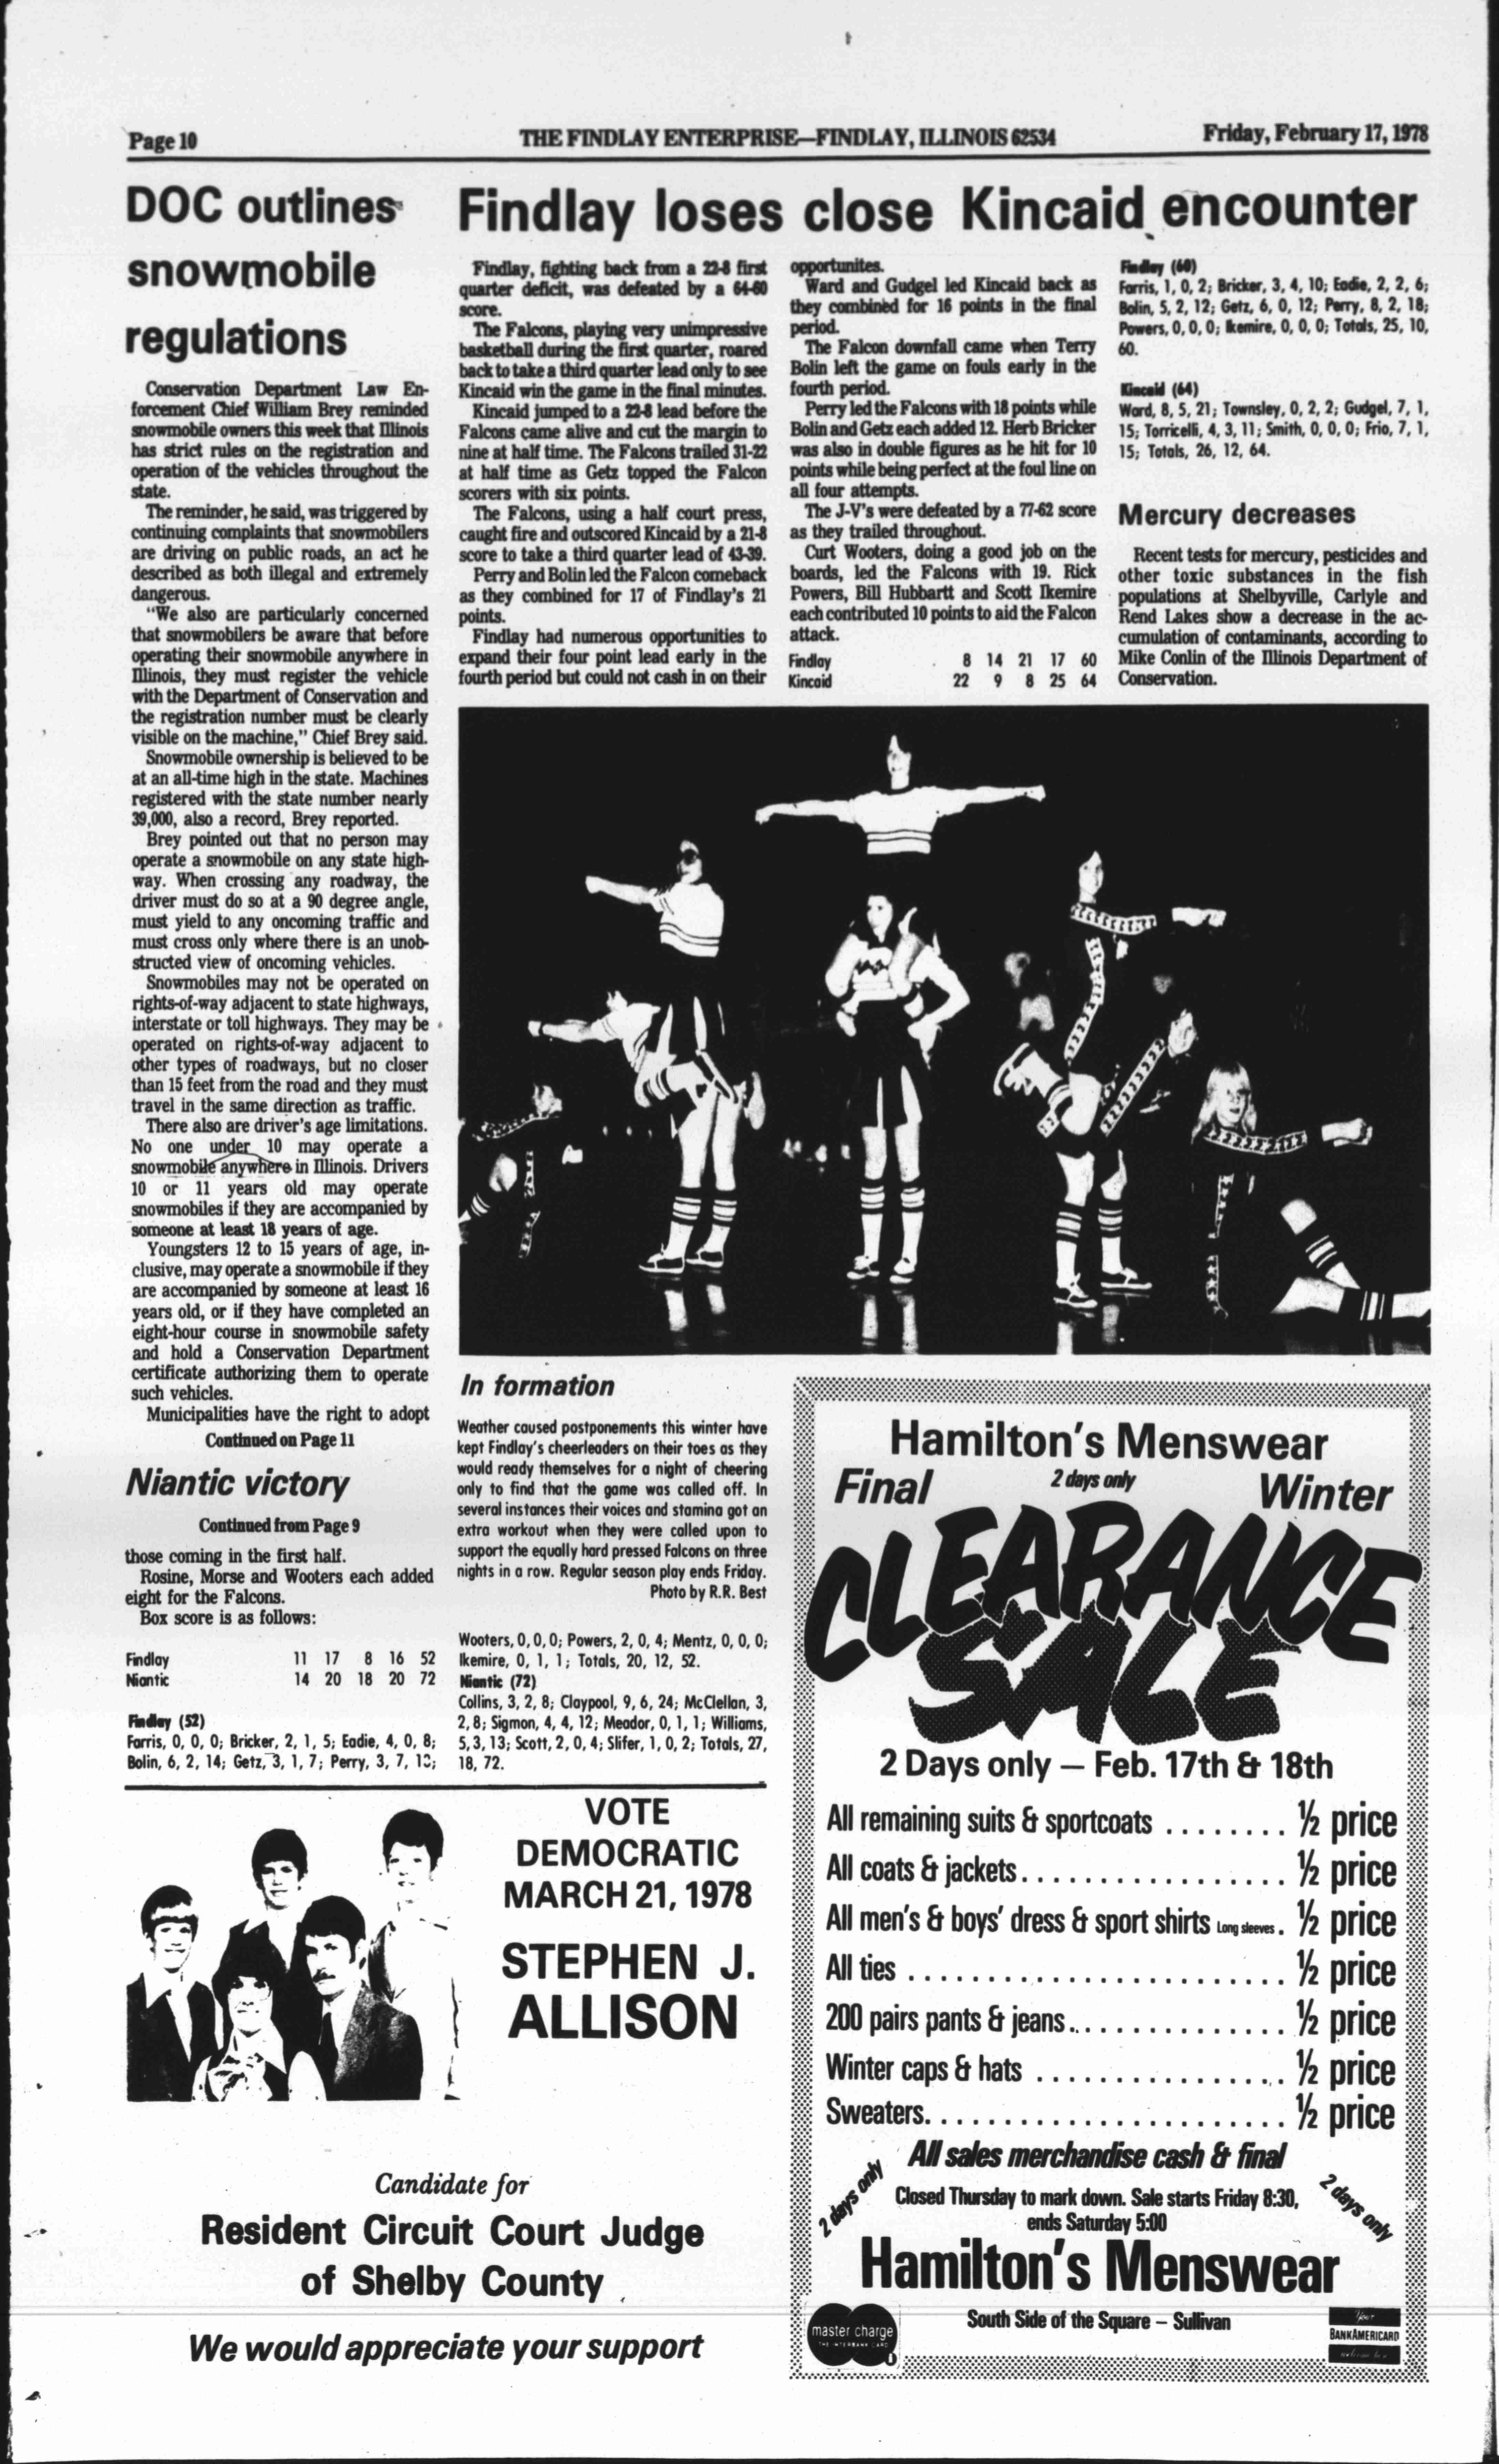 Page 10
THE FINDLAY ENTERPRISE—FINDLAY, ILLINOIS 62534
Friday, February 17, 1978
DOC outlines
snowmobile
regulations
Conservation Department Law En-
forcement Chief William Brey reminded
snowmobile owners this week that Illinois
has strict rules on the registration and
operation of the vehicles throughout the
state.
The reminder, he said, was triggered by
continuing complaints that snowmobilers
are driving on public roads, an act he
described as both illegal and extremely
dangerous.
"We also are particularly concerned
that snowmobilers be aware that before
operating their snowmobile anywhere in
Illinois, they must register the vehicle
with the Department of Conservation and
the registration number must be clearly
visible on the machine," Chief Brey said.
Snowmobile ownership is believed to be
at an all-time high in the state. Machines
registered with the state number nearly
39,000, also a record, Brey reported.
Brey pointed out that no person may
operate a snowmobile on any state high-
way. When crossing any roadway, the
driver must do so at a 90 degree angle,
must yield to any oncoming traffic and
must cross only where there is an unob-
structed view of oncoming vehicles.
Snowmobiles may not be operated on
rights-of-way adjacent to state highways,
interstate or toll highways. They may be
operated on rights-of-way adjacent to
other types of roadways, but no closer
than 15 feet from the road and they must
travel in the same direction as traffic.
There also are driver's age limitations.
No one under 10 may operate a
snowmobile anywhere in Illinois. Drivers
10 or 11 years old may operate
snowmobiles if they are accompanied by
someone at least 18 years of age.
Youngsters 12 to 15 years of age, in-
clusive, may operate a snowmobile if they
are accompanied by someone at least 16
years old, or if they have completed an
eight-hour course in snowmobile safety
and hold a Conservation Department
certificate authorizing them to operate
such vehicles.
Municipalities have the right to adopt
Continued on Page 11
Niantic victory
Continued from Page 9
those coming in the first half.
Rosine, Morse and Wooters each added
eight for the Falcons.
Box score is as follows:
Findlay 11 17 8 16 52
Niantic 14 20 18 20 72
Findlay (52)
Farris, 0, 0, 0; Bricker, 2, 1, 5; Eadie, 4, 0, 8;
Bolin, 6, 2, 14; Getz, 3, 1, 7; Perry, 3, 7, 13;
Findlay loses close Kincaid encounter
Findlay, fighting back from a 22-8 first
quarter deficit, was defeated by a 64-60
score.
The Falcons, playing very unimpressive
basketball during the first quarter, roared
back to take a third quarter lead only to see
Kincaid win the game in the final minutes.
Kincaid jumped to a 22-8 lead before the
Falcons came alive and cut the margin to
nine at half time. The Falcons trailed 31-22
at half time as Getz topped the Falcon
scorers with six points.
The Falcons, using a half court press,
caught fire and outscored Kincaid by a 21-8
score to take a third quarter lead of 43-39.
Perry and Bolin led the Falcon comeback
as they combined for 17 of Findlay's 21
points.
Findlay had numerous opportunities to
expand their four point lead early in the
fourth period but could not cash in on their
opportunites.
Ward and Gudgel led Kincaid back as
they combined for 16 points in the final
period.
The Falcon downfall came when Terry
Bolin left the game on fouls early in the
fourth period.
Perry led the Falcons with 18 points while
Bolin and Getz each added 12. Herb Bricker
was also in double figures as he hit for 10
points while being perfect at the foul line on
all four attempts.
The J-V's were defeated by a 77-62 score
as they trailed throughout.
Curt Wooters, doing a good job on the
boards, led the Falcons with 19. Rick
Powers, Bill Hubbartt and Scott Ikemire
each contributed 10 points to aid the Falcon
attack.
Findlay 8 14 21 17 60
Kincaid 22 9 8 25 64
Findlay (60)
Farris, 1, 0, 2; Bricker, 3, 4, 10; Eadie, 2, 2, 6;
Bolin, 5, 2, 12; Getz, 6, 0, 12; Perry, 8, 2, 18;
Powers, 0, 0, 0; Ikemire, 0, 0, 0; Totals, 25, 10,
60.
Kincaid (64)
Ward, 8, 5, 21; Townsley, 0, 2, 2; Gudgel, 7, 1,
15; Torricelli, 4, 3, 11; Smith, 0, 0, 0; Frio, 7, 1,
15; Totals, 26, 12, 64.
Mercury decreases
Recent tests for mercury, pesticides and
other toxic substances in the fish
populations at Shelbyville, Carlyle and
Rend Lakes show a decrease in the ac-
cumulation of contaminants, according to
Mike Conlin of the Illinois Department of
Conservation.
In formation
Weather caused postponements this winter have
kept Findlay's cheerleaders on their toes as they
would ready themselves for a night of cheering
only to find that the game was called off. In
several instances their voices and stamina got an
extra workout when they were called upon to
support the equally hard pressed Falcons on three
nights in a row. Regular season play ends Friday.
Photo by R.R. Best
Wooters, 0, 0, 0; Powers, 2, 0, 4; Mentz, 0, 0, 0;
Ikemire, 0, 1, 1; Totals, 20, 12, 52.
Niantic (72)
Collins, 3, 2, 8; Claypool, 9, 6, 24; McClellan, 3,
2, 8; Sigmon, 4, 4, 12; Meador, 0, 1, 1; Williams,
5, 3, 13; Scott, 2, 0, 4; Slifer, 1, 0, 2; Totals, 27,
18, 72.
VOTE
DEMOCRATIC
MARCH 21, 1978
STEPHEN J.
ALLISON
Candidate for
Resident Circuit Court Judge
of Shelby County
We would appreciate your support
Hamilton's Menswear
Final 2 days only Winter
CLEARANCE
SALE
2 Days only — Feb. 17th & 18th
All remaining suits & sportcoats ........ ½ price
All coats & jackets................. ½ price
All men's & boys' dress & sport shirts Long sleeves . ½ price
All ties ........................ ½ price
200 pairs pants & jeans.............. ½ price
Winter caps & hats ................ ½ price
Sweaters....................... ½ price
All sales merchandise cash & final
2 days only
Closed Thursday to mark down. Sale starts Friday 8:30,
ends Saturday 5:00
2 days only
Hamilton's Menswear
South Side of the Square – Sullivan
master charge
THE INTERBANK CARD
Your
BANKAMERICARD
welcome here